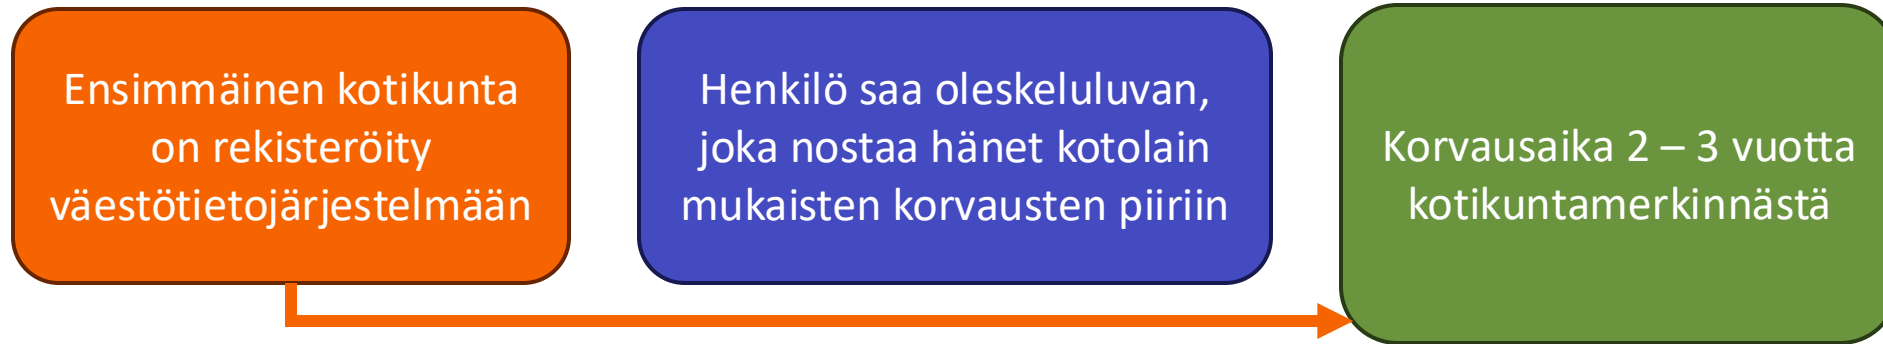 Ensimmäinen kotikunta
on rekisteröity
väestötietojärjestelmään
Henkilö saa oleskeluluvan,
joka nostaa hänet kotolain
mukaisten korvausten piiriin
Korvausaika 2 – 3 vuotta
kotikuntamerkinnästä